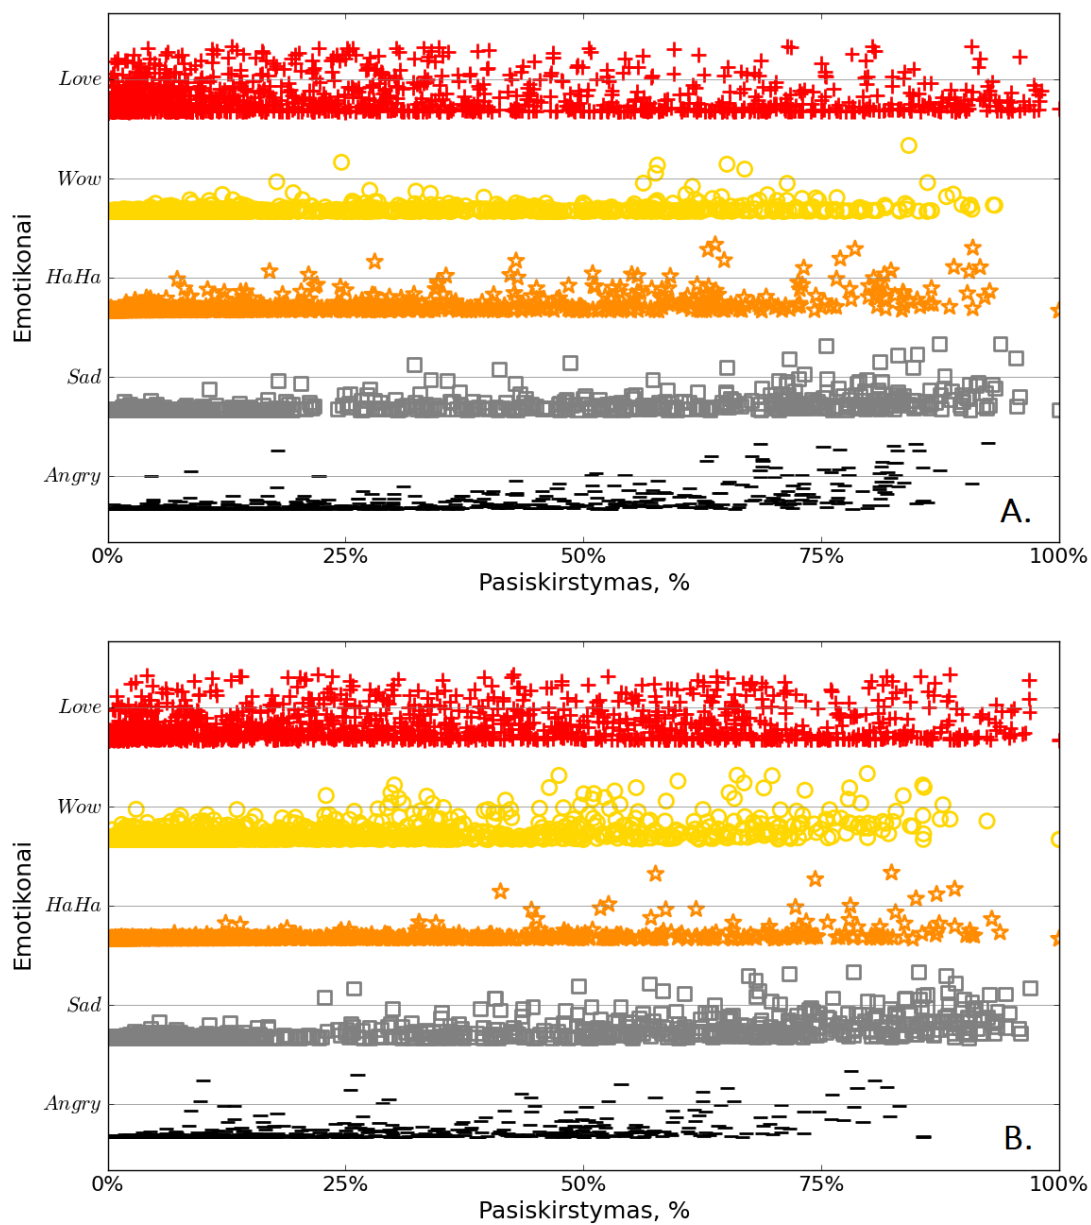 Love
Wow
HaHa
Sad
Angry
Emotikonai
A.
0% 25% 50% 75% 100%
Pasiskirstymas, %
Love
Wow
HaHa
Sad
Angry
Emotikonai
B.
0% 25% 50% 75% 100%
Pasiskirstymas, %